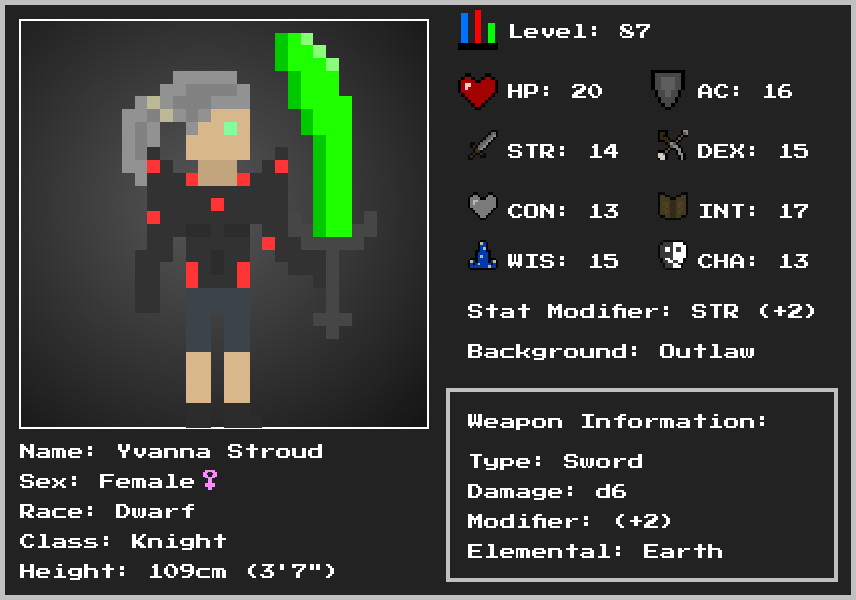 Level: 87
HP: 20
AC: 16
STR: 14
DEX: 15
CON: 13
INT: 17
WIS: 15
CHA: 13
Stat Modifier: STR (+2)
Background: Outlaw
Name: Yvanna Stroud
Sex: Female♀
Race: Dwarf
Class: Knight
Height: 109cm (3'7")
Weapon Information:
Type: Sword
Damage: d6
Modifier: (+2)
Elemental: Earth